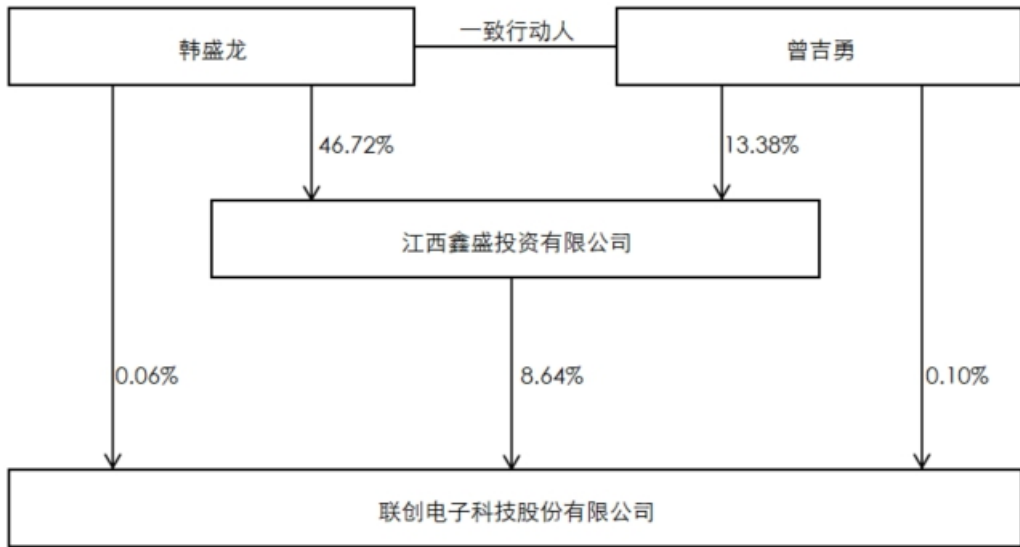 一致行动人
韩盛龙
曾吉勇
46.72%
13.38%
江西鑫盛投资有限公司
0.06%
8.64%
0.10%
联创电子科技股份有限公司